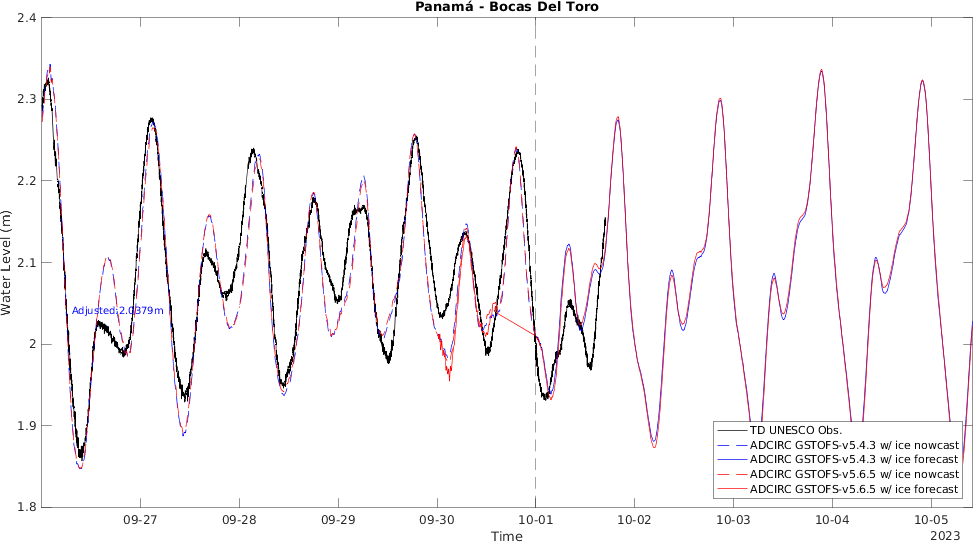 Panamá - Bocas Del Toro
Water Level (m)
2.4
2.3
2.2
2.1
2
1.9
1.8
Adjusted:2.0379m
TD UNESCO Obs.
ADCIRC GSTOFS-v5.4.3 w/ ice nowcast
ADCIRC GSTOFS-v5.4.3 w/ ice forecast
ADCIRC GSTOFS-v5.6.5 w/ ice nowcast
ADCIRC GSTOFS-v5.6.5 w/ ice forecast
09-27 09-28 09-29 09-30 10-01 10-02 10-03 10-04 10-05
Time
2023